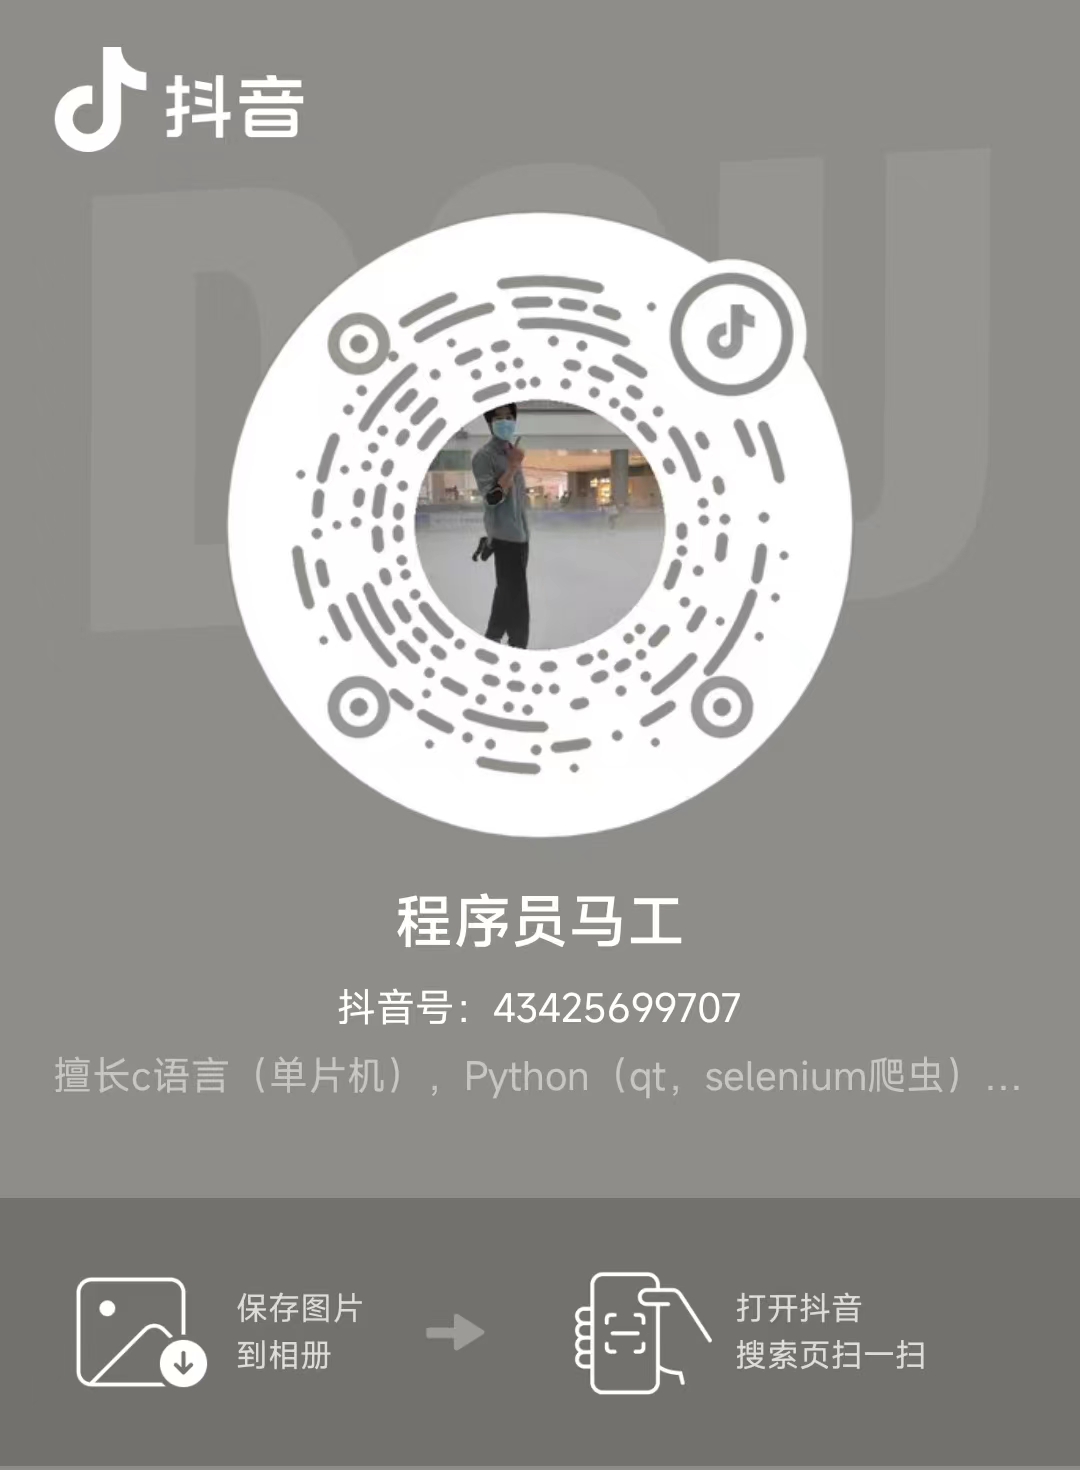 抖音
DOU
程序员马工
抖音号：43425699707
擅长c语言（单片机），Python（qt，selenium爬虫）...
保存图片
到相册
打开抖音
搜索页扫一扫